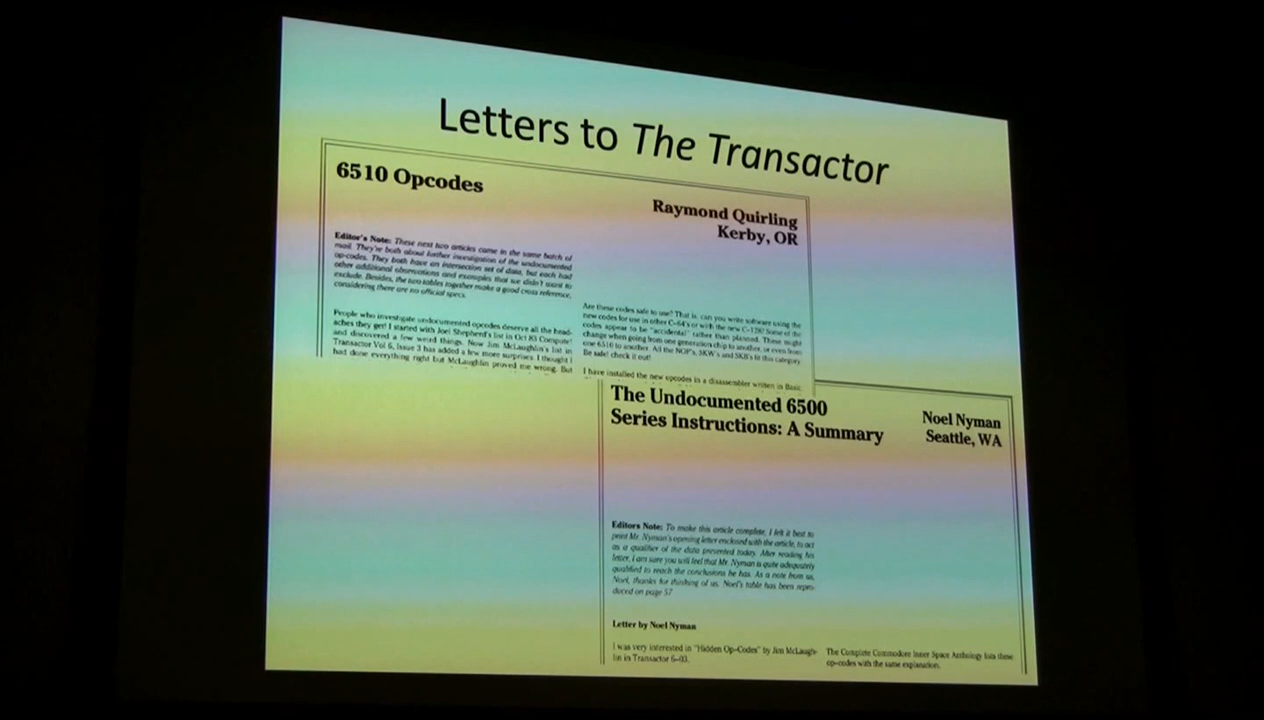 Letters to The Transactor
6510 Opcodes
Raymond Quirling
Kerby, OR
Editor's Note: These next two articles came in the same batch of
mail. They're both about further investigation of the undocumented
op-codes. They both have an intersection set of data, but each had
other additional observations and examples that we didn't want to
exclude. Besides, the two tables together make a good cross reference,
considering there are no official specs.
People who investigate undocumented opcodes deserve all the head-
aches they get! I started with Joel Shepherd's list in Oct 83 Compute!
and discovered a few weird things. Now Jim McLaughlin's list in
Transactor Vol 6, Issue 3 has added a few more surprises. I thought I
had done everything right but McLaughlin proved me wrong. But
Are these codes safe to use? That is, can you write software using the
new codes for use in other C-64's or with the new C-128? Some of the
codes appear to be "accidental" rather than planned. These might
change when going from one generation chip to another, or even from
one 6510 to another. All the NOP's, SKW's and SKB's fit this category.
Be safe! check it out!
I have installed the new opcodes in a disassembler written in Basic
The Undocumented 6500
Series Instructions: A Summary
Noel Nyman
Seattle, WA
Editors Note: To make this article complete, I felt it best to
print Mr. Nyman's opening letter enclosed with the article, to act
as a qualifier of the data presented today. After reading his
letter, I am sure you will feel that Mr. Nyman is quite adequately
qualified to reach the conclusions he has. As a note from us,
Noel, thanks for thinking of us. Noel's table has been repro-
duced on page 57
Letter by Noel Nyman
I was very interested in "Hidden Op-Codes" by Jim McLaugh-
lin in Transactor 6-03.
The Complete Commodore Inner Space Anthology lists these
op-codes with the same explanation.